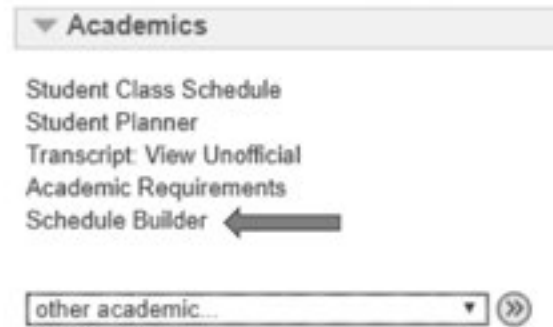 Academics
Student Class Schedule
Student Planner
Transcript: View Unofficial
Academic Requirements
Schedule Builder
other academic...